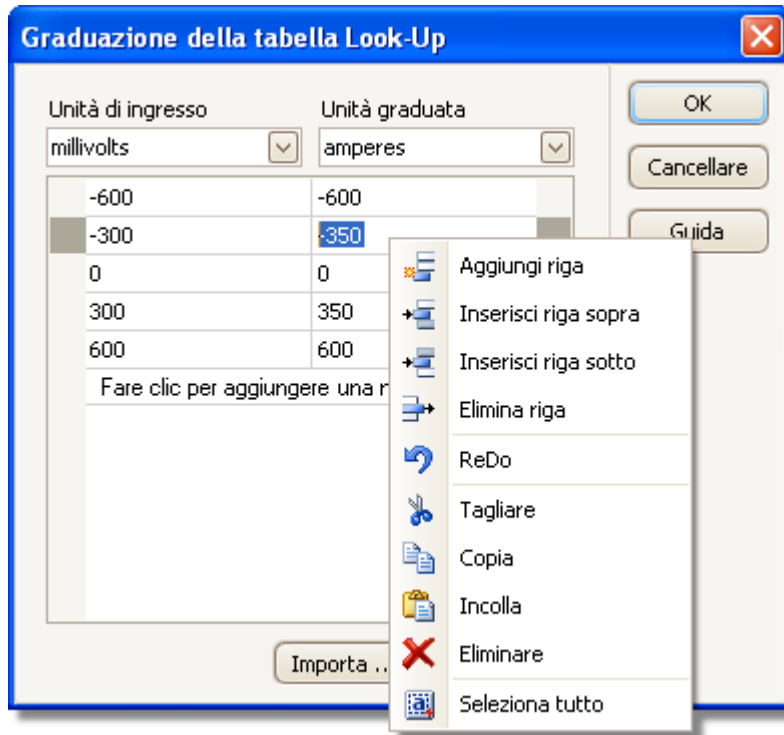 Graduazione della tabella Look-Up
Unità di ingresso Unità graduata
millivolts amperes
-600 -600
-300 -350
0 0
300 350
600 600
Fare clic per aggiungere una
OK
Cancellare
Guida
Aggiungi riga
Inserisci riga sopra
Inserisci riga sotto
Elimina riga
ReDo
Tagliare
Copia
Incolla
Eliminare
Seleziona tutto
Importa ..